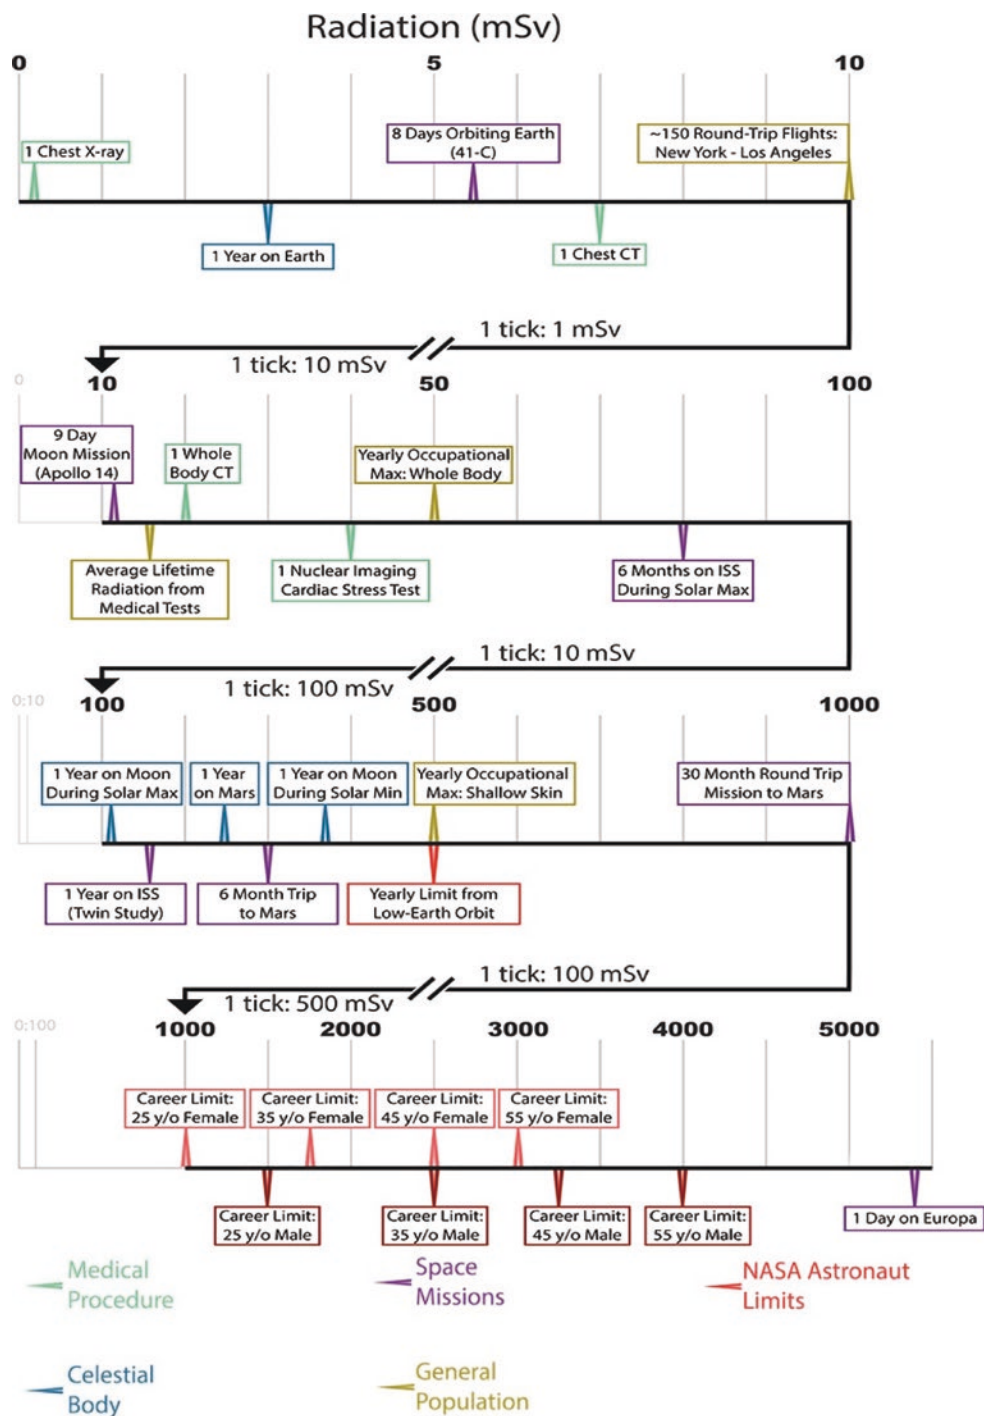 Radiation (mSv)
0 5 10
1 Chest X-ray
8 Days Orbiting Earth
(41-C)
~150 Round-Trip Flights:
New York - Los Angeles
1 Year on Earth
1 Chest CT
1 tick: 1 mSv
1 tick: 10 mSv
0 10 50 100
9 Day
Moon Mission
(Apollo 14)
1 Whole
Body CT
Yearly Occupational
Max: Whole Body
Average Lifetime
Radiation from
Medical Tests
1 Nuclear Imaging
Cardiac Stress Test
6 Months on ISS
During Solar Max
1 tick: 10 mSv
1 tick: 100 mSv
0:10 100 500 1000
1 Year on Moon
During Solar Max
1 Year
on Mars
1 Year on Moon
During Solar Min
Yearly Occupational
Max: Shallow Skin
30 Month Round Trip
Mission to Mars
1 Year on ISS
(Twin Study)
6 Month Trip
to Mars
Yearly Limit from
Low-Earth Orbit
1 tick: 100 mSv
1 tick: 500 mSv
0:100 1000 2000 3000 4000 5000
Career Limit:
25 y/o Female
Career Limit:
35 y/o Female
Career Limit:
45 y/o Female
Career Limit:
55 y/o Female
Career Limit:
25 y/o Male
Career Limit:
35 y/o Male
Career Limit:
45 y/o Male
Career Limit:
55 y/o Male
1 Day on Europa
Medical
Procedure
Space
Missions
NASA Astronaut
Limits
Celestial
Body
General
Population